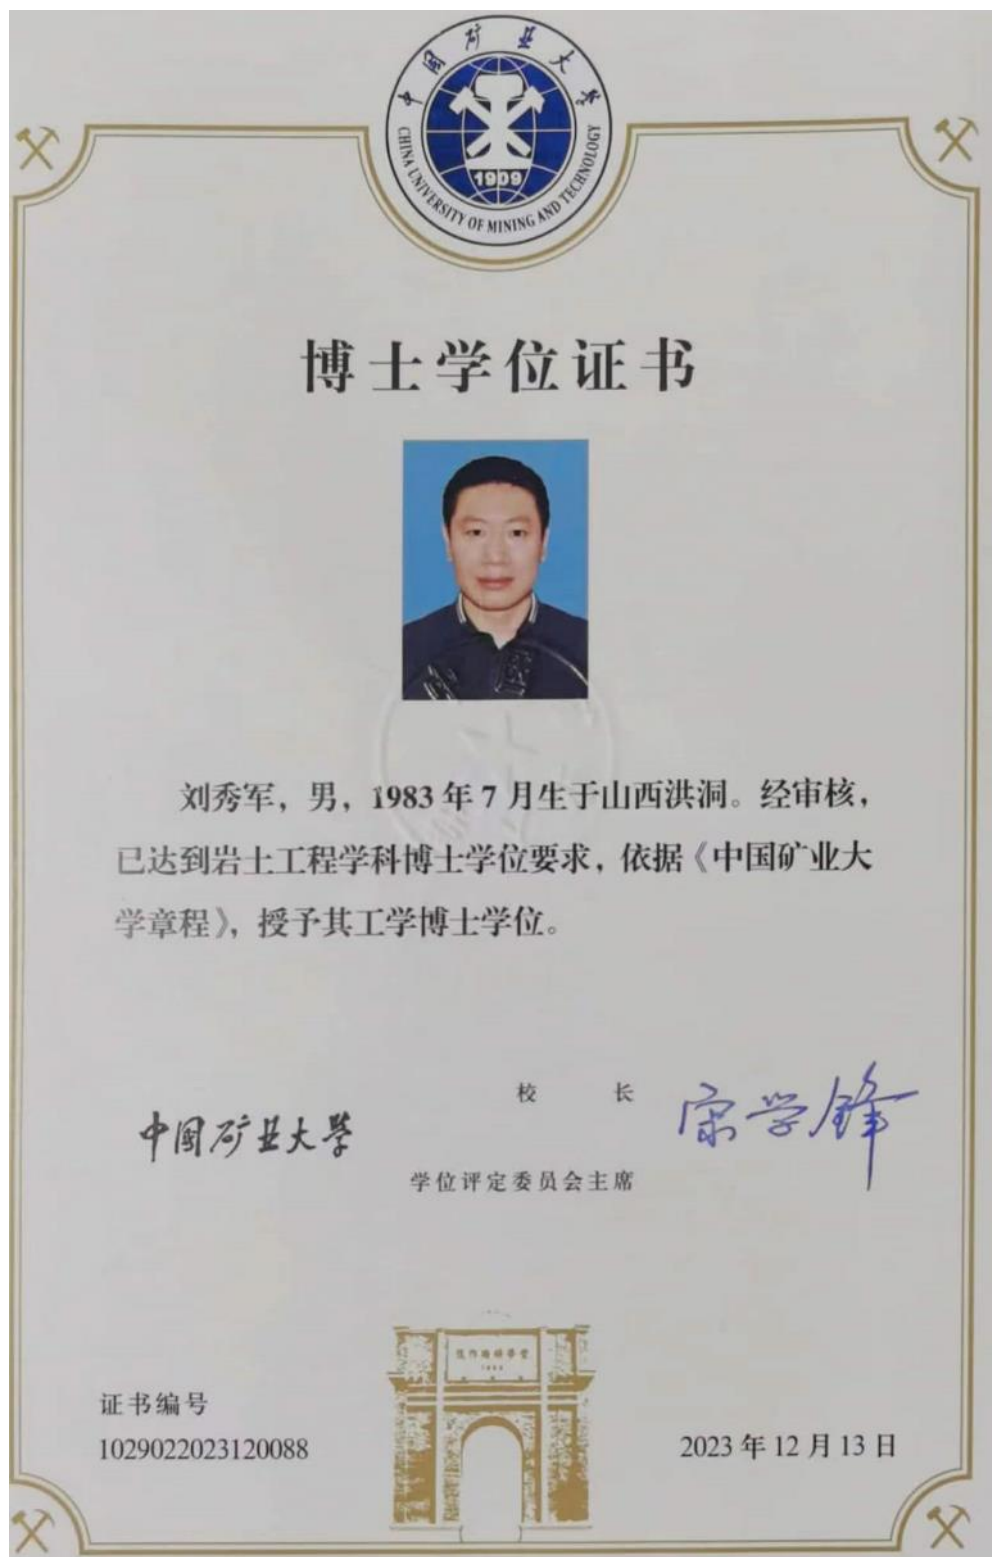 中国矿业大学
CHINA UNIVERSITY OF MINING AND TECHNOLOGY
1909
博士学位证书
刘秀军，男，1983年7月生于山西洪洞。经审核，
已达到岩土工程学科博士学位要求，依据《中国矿业大
学章程》，授予其工学博士学位。
中国矿业大学
校 长
宋学锋
学位评定委员会主席
证书编号
1029022023120088
2023年12月13日